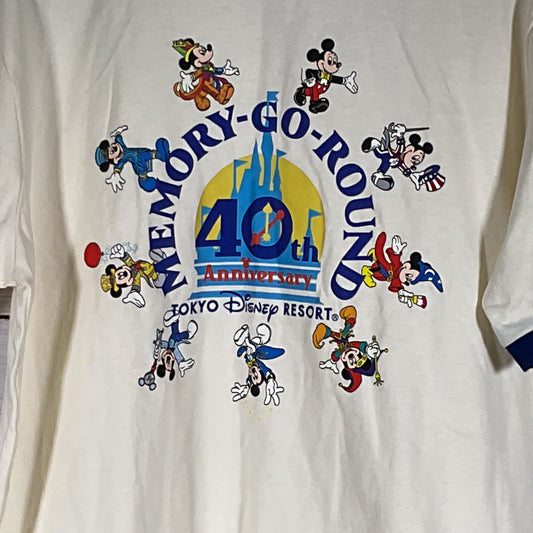 MEMORY-GO-ROUND
40th
Anniversary
TOKYO Disney RESORT®